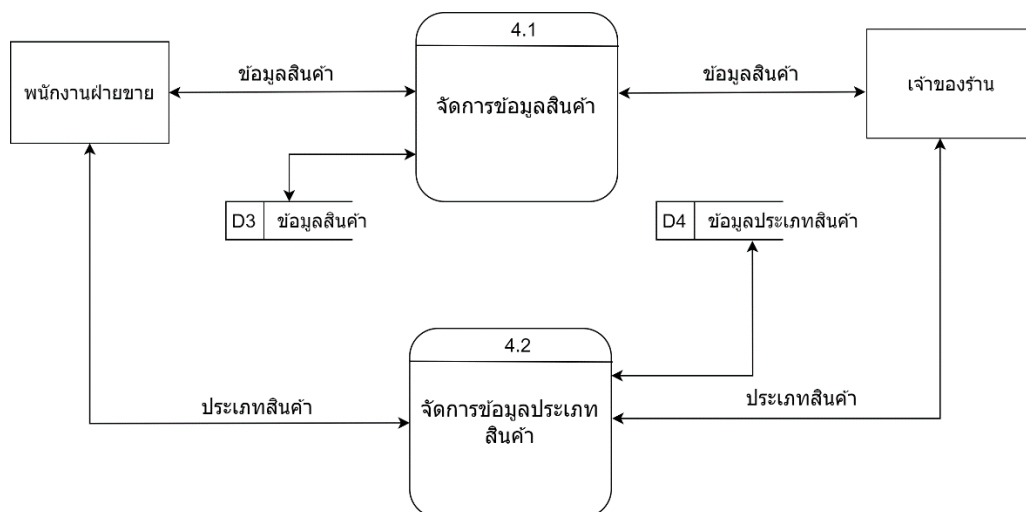 4.1
พนักงานฝ่ายขาย
ข้อมูลสินค้า
จัดการข้อมูลสินค้า
ข้อมูลสินค้า
เจ้าของร้าน
D3 ข้อมูลสินค้า
D4 ข้อมูลประเภทสินค้า
4.2
ประเภทสินค้า
จัดการข้อมูลประเภท
สินค้า
ประเภทสินค้า